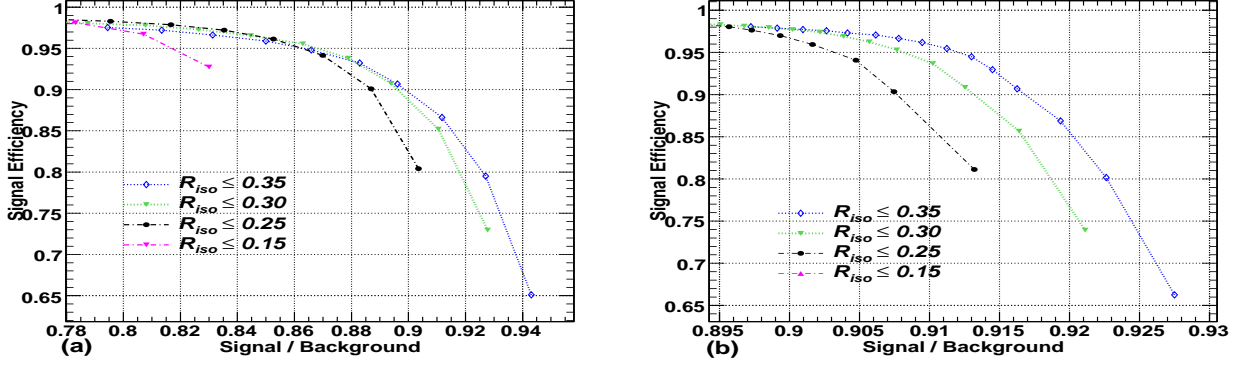 1
0.95
0.9
0.85
0.8
0.75
0.7
0.65
Signal Efficiency
R_iso ≤ 0.35
R_iso ≤ 0.30
R_iso ≤ 0.25
R_iso ≤ 0.15
0.78 0.8 0.82 0.84 0.86 0.88 0.9 0.92 0.94
(a) Signal / Background
1
0.95
0.9
0.85
0.8
0.75
0.7
0.65
Signal Efficiency
R_iso ≤ 0.35
R_iso ≤ 0.30
R_iso ≤ 0.25
R_iso ≤ 0.15
0.895 0.9 0.905 0.91 0.915 0.92 0.925 0.93
(b) Signal / Background